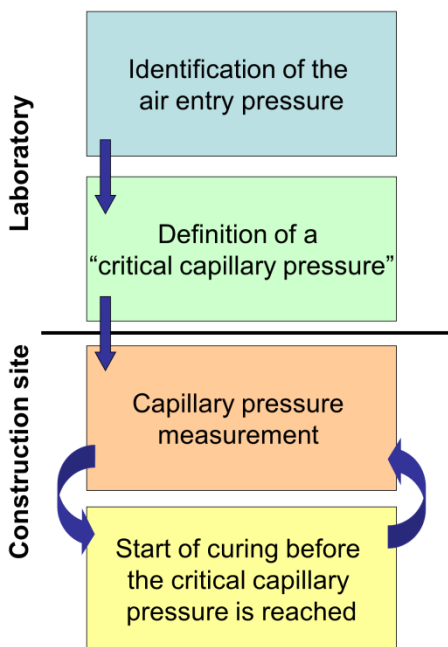 Laboratory
Identification of the
air entry pressure
Definition of a
“critical capillary pressure”
Construction site
Capillary pressure
measurement
Start of curing before
the critical capillary
pressure is reached